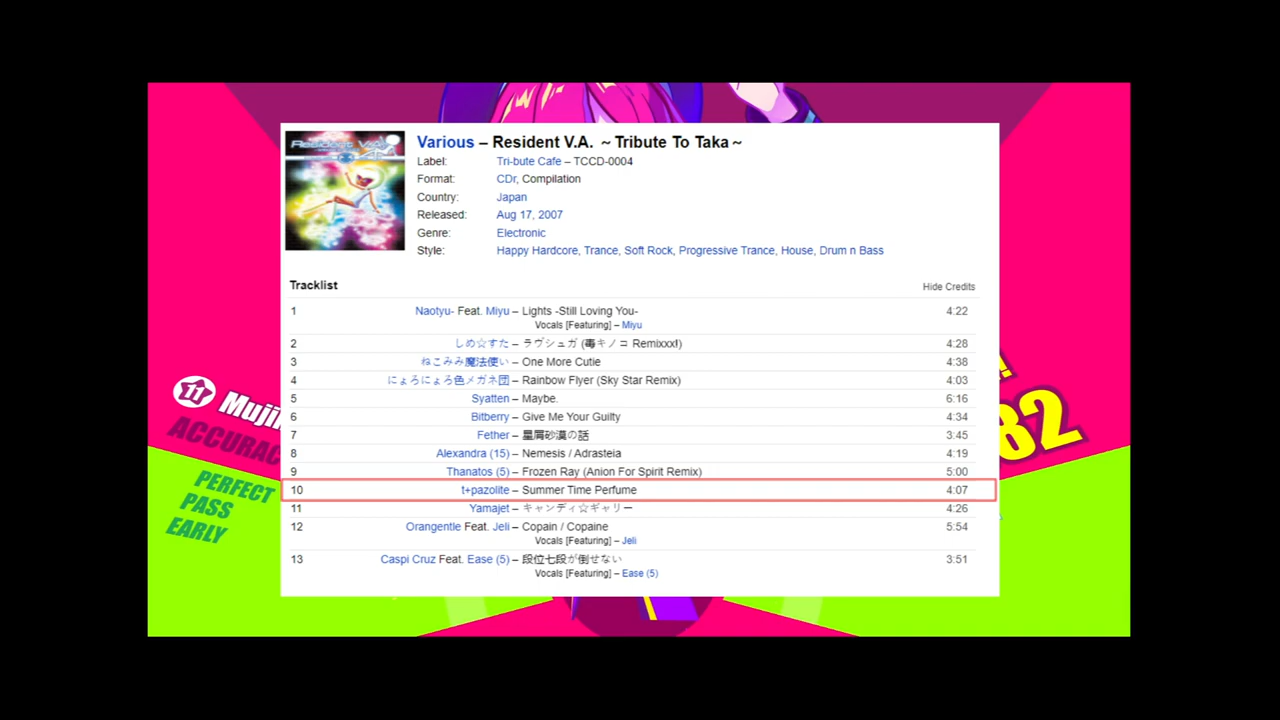 Resident V.A.
Various – Resident V.A. ～Tribute To Taka～
Label: Tri-bute Cafe – TCCD-0004
Format: CDr, Compilation
Country: Japan
Released: Aug 17, 2007
Genre: Electronic
Style: Happy Hardcore, Trance, Soft Rock, Progressive Trance, House, Drum n Bass
Tracklist Hide Credits
1 Naotyu- Feat. Miyu – Lights -Still Loving You- 4:22
Vocals [Featuring] – Miyu
2 しめ☆すた – ラヴシュガ (毒キノコ Remixxx!) 4:28
3 ねこみみ魔法使い – One More Cutie 4:38
4 にょろにょろ色メガネ団 – Rainbow Flyer (Sky Star Remix) 4:03
5 Syatten – Maybe. 6:16
6 Bitberry – Give Me Your Guilty 4:34
7 Fether – 星屑砂漠の話 3:45
8 Alexandra (15) – Nemesis / Adrasteia 4:19
9 Thanatos (5) – Frozen Ray (Anion For Spirit Remix) 5:00
10 t+pazolite – Summer Time Perfume 4:07
11 Yamajet – キャンディ☆ギャリー 4:26
12 Orangentle Feat. Jeli – Copain / Copaine 5:54
Vocals [Featuring] – Jeli
13 Caspi Cruz Feat. Ease (5) – 段位七段が倒せない 3:51
Vocals [Featuring] – Ease (5)
11 Muji
ACCURAC
PERFECT
PASS
EARLY
!
82